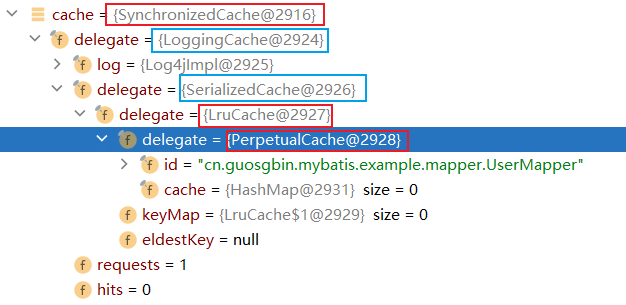 cache = {SynchronizedCache@2916}
delegate = {LoggingCache@2924}
log = {Log4jImpl@2925}
delegate = {SerializedCache@2926}
delegate = {LruCache@2927}
delegate = {PerpetualCache@2928}
id = "cn.guosgbin.mybatis.example.mapper.UserMapper"
cache = {HashMap@2931} size = 0
keyMap = {LruCache$1@2929} size = 0
eldestKey = null
requests = 1
hits = 0